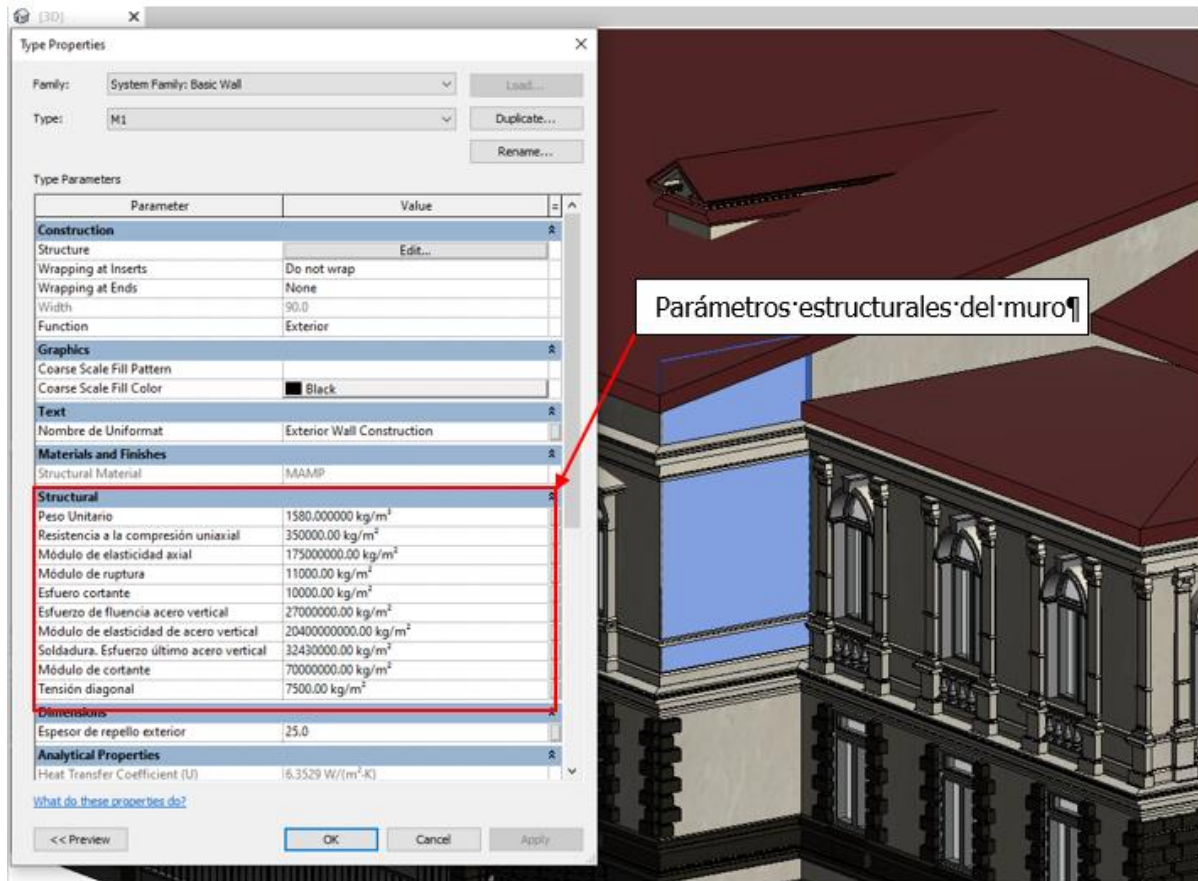 {3D}
Type Properties
Family: System Family: Basic Wall Load...
Type: M1 Duplicate...
Rename...
Type Parameters
Parameter Value =
Construction
Structure Edit...
Wrapping at Inserts Do not wrap
Wrapping at Ends None
Width 90.0
Function Exterior
Graphics
Coarse Scale Fill Pattern
Coarse Scale Fill Color Black
Text
Nombre de Uniformat Exterior Wall Construction
Materials and Finishes
Structural Material MAMP
Structural
Peso Unitario 1580.000000 kg/m³
Resistencia a la compresión uniaxial 350000.00 kg/m²
Módulo de elasticidad axial 175000000.00 kg/m²
Módulo de ruptura 11000.00 kg/m²
Esfuero cortante 10000.00 kg/m²
Esfuerzo de fluencia acero vertical 27000000.00 kg/m²
Módulo de elasticidad de acero vertical 20400000000.00 kg/m²
Soldadura. Esfuerzo último acero vertical 32430000.00 kg/m²
Módulo de cortante 70000000.00 kg/m²
Tensión diagonal 7500.00 kg/m²
Dimensions
Espesor de repello exterior 25.0
Analytical Properties
Heat Transfer Coefficient (U) 6.3529 W/(m²·K)
What do these properties do?
<< Preview OK Cancel Apply
Parámetros·estructurales·del·muro¶